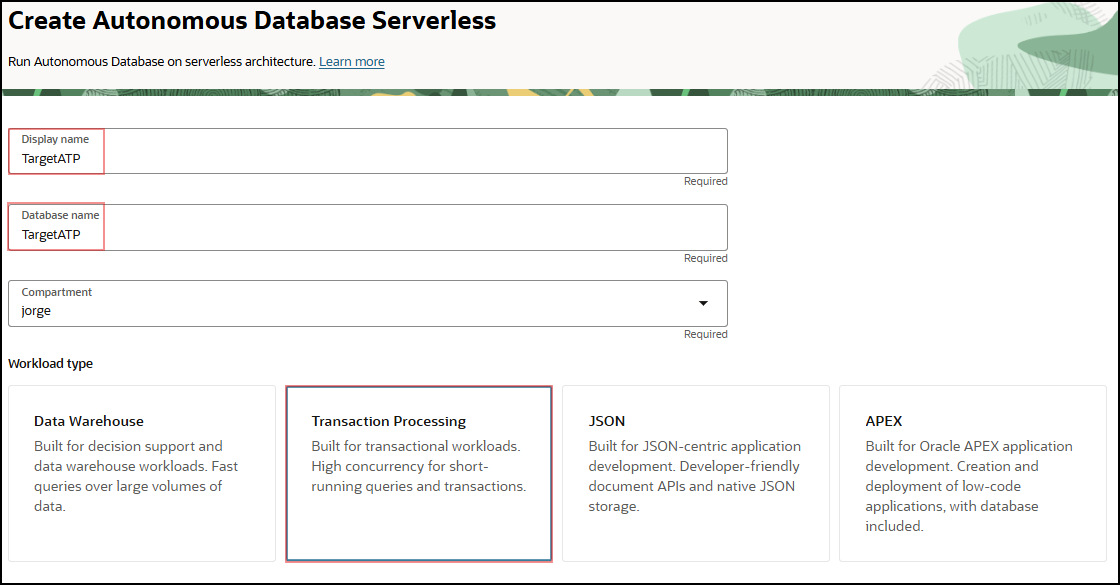 Create Autonomous Database Serverless
Run Autonomous Database on serverless architecture. Learn more
Display name
TargetATP
Required
Database name
TargetATP
Required
Compartment
jorge
Required
Workload type
Data Warehouse
Built for decision support and
data warehouse workloads. Fast
queries over large volumes of
data.
Transaction Processing
Built for transactional workloads.
High concurrency for short-
running queries and transactions.
JSON
Built for JSON-centric application
development. Developer-friendly
document APIs and native JSON
storage.
APEX
Built for Oracle APEX application
development. Creation and
deployment of low-code
applications, with database
included.